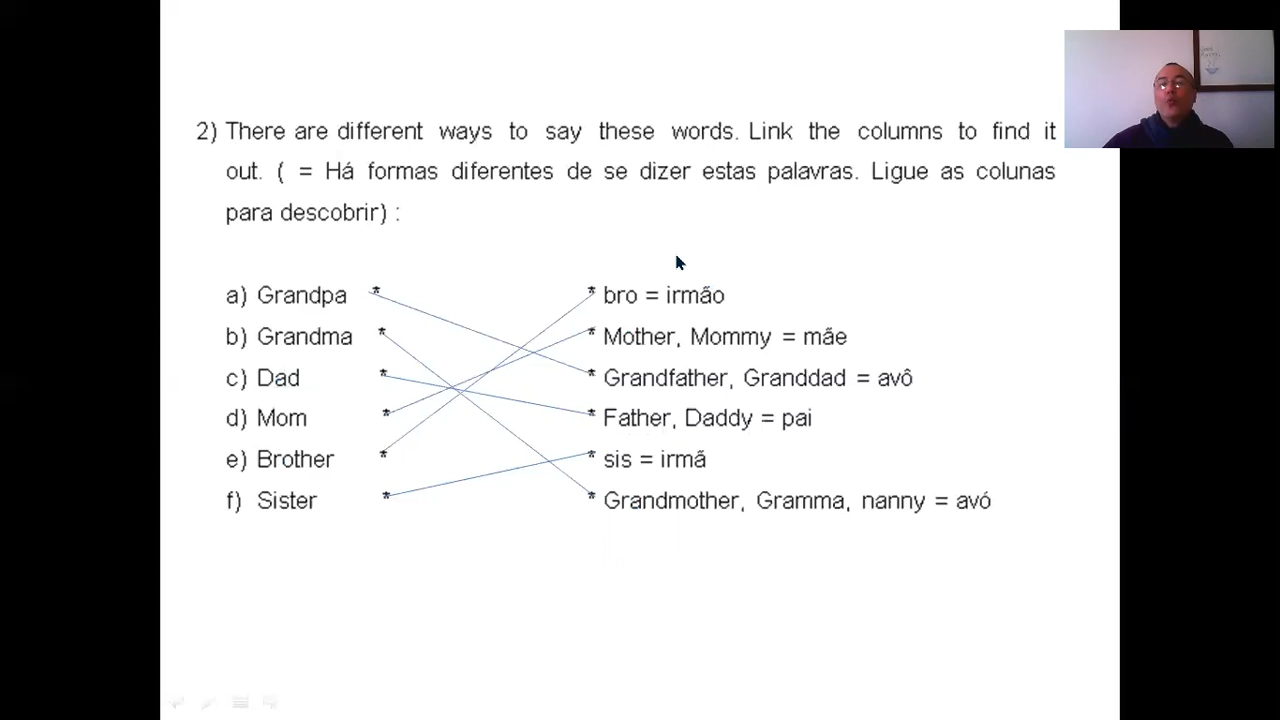 2) There are different ways to say these words. Link the columns to find it
out. ( = Há formas diferentes de se dizer estas palavras. Ligue as colunas
para descobrir) :
a) Grandpa * * bro = irmão
b) Grandma * * Mother, Mommy = mãe
c) Dad * * Grandfather, Granddad = avô
d) Mom * * Father, Daddy = pai
e) Brother * * sis = irmã
f) Sister * * Grandmother, Gramma, nanny = avó